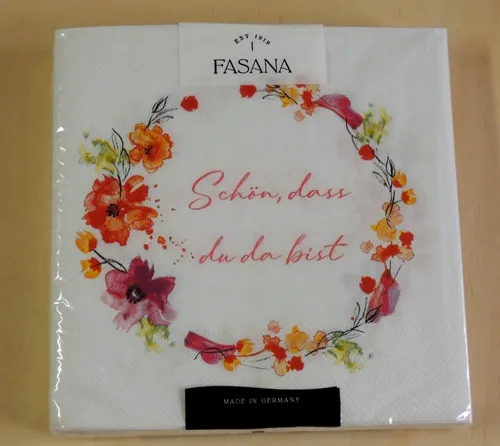 EST 1919
FASANA
Schön, dass
du da bist
MADE IN GERMANY